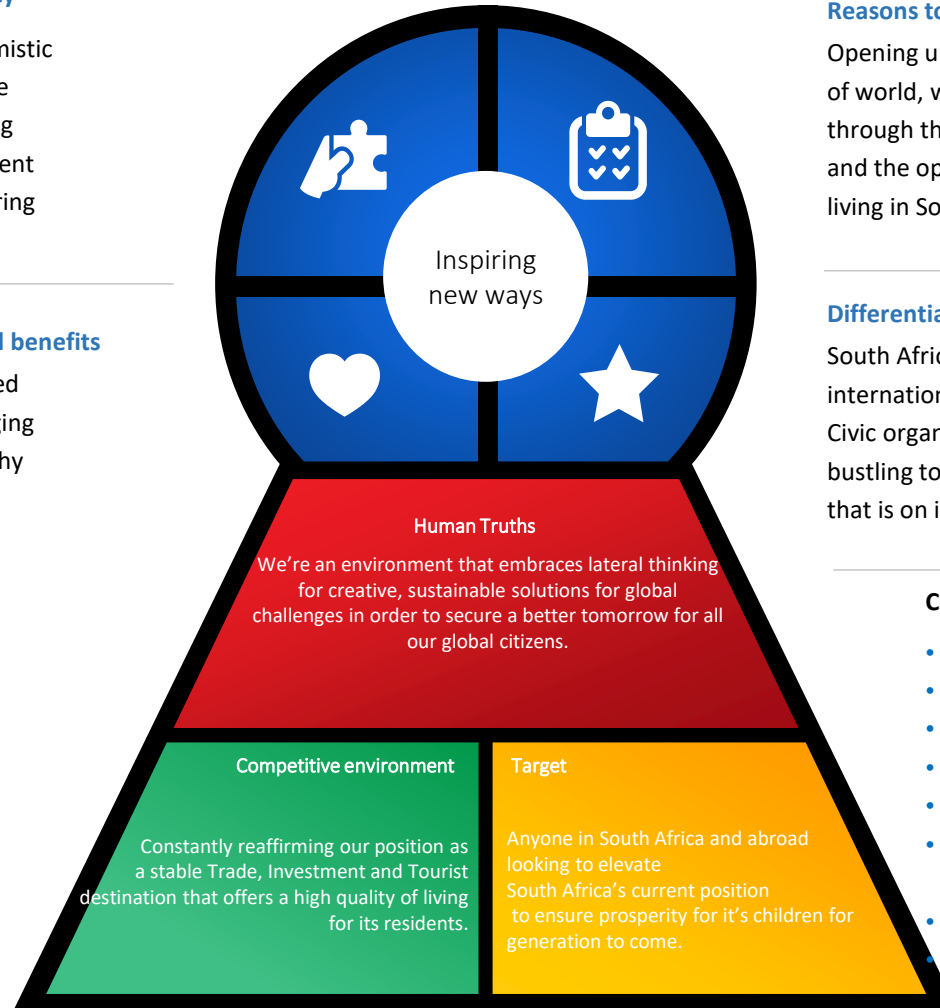 y
mistic
e
g
ent
ring
l benefits
ed
ging
hy
Inspiring
new ways
Reasons to
Opening u
of world, w
through th
and the op
living in So
Differentia
South Afric
internation
Civic organ
bustling to
that is on i
C
Human Truths
We’re an environment that embraces lateral thinking
for creative, sustainable solutions for global
challenges in order to secure a better tomorrow for all
our global citizens.
Competitive environment
Constantly reaffirming our position as
a stable Trade, Investment and Tourist
destination that offers a high quality of living
for its residents.
Target
Anyone in South Africa and abroad
looking to elevate
South Africa’s current position
to ensure prosperity for it’s children for
generation to come.